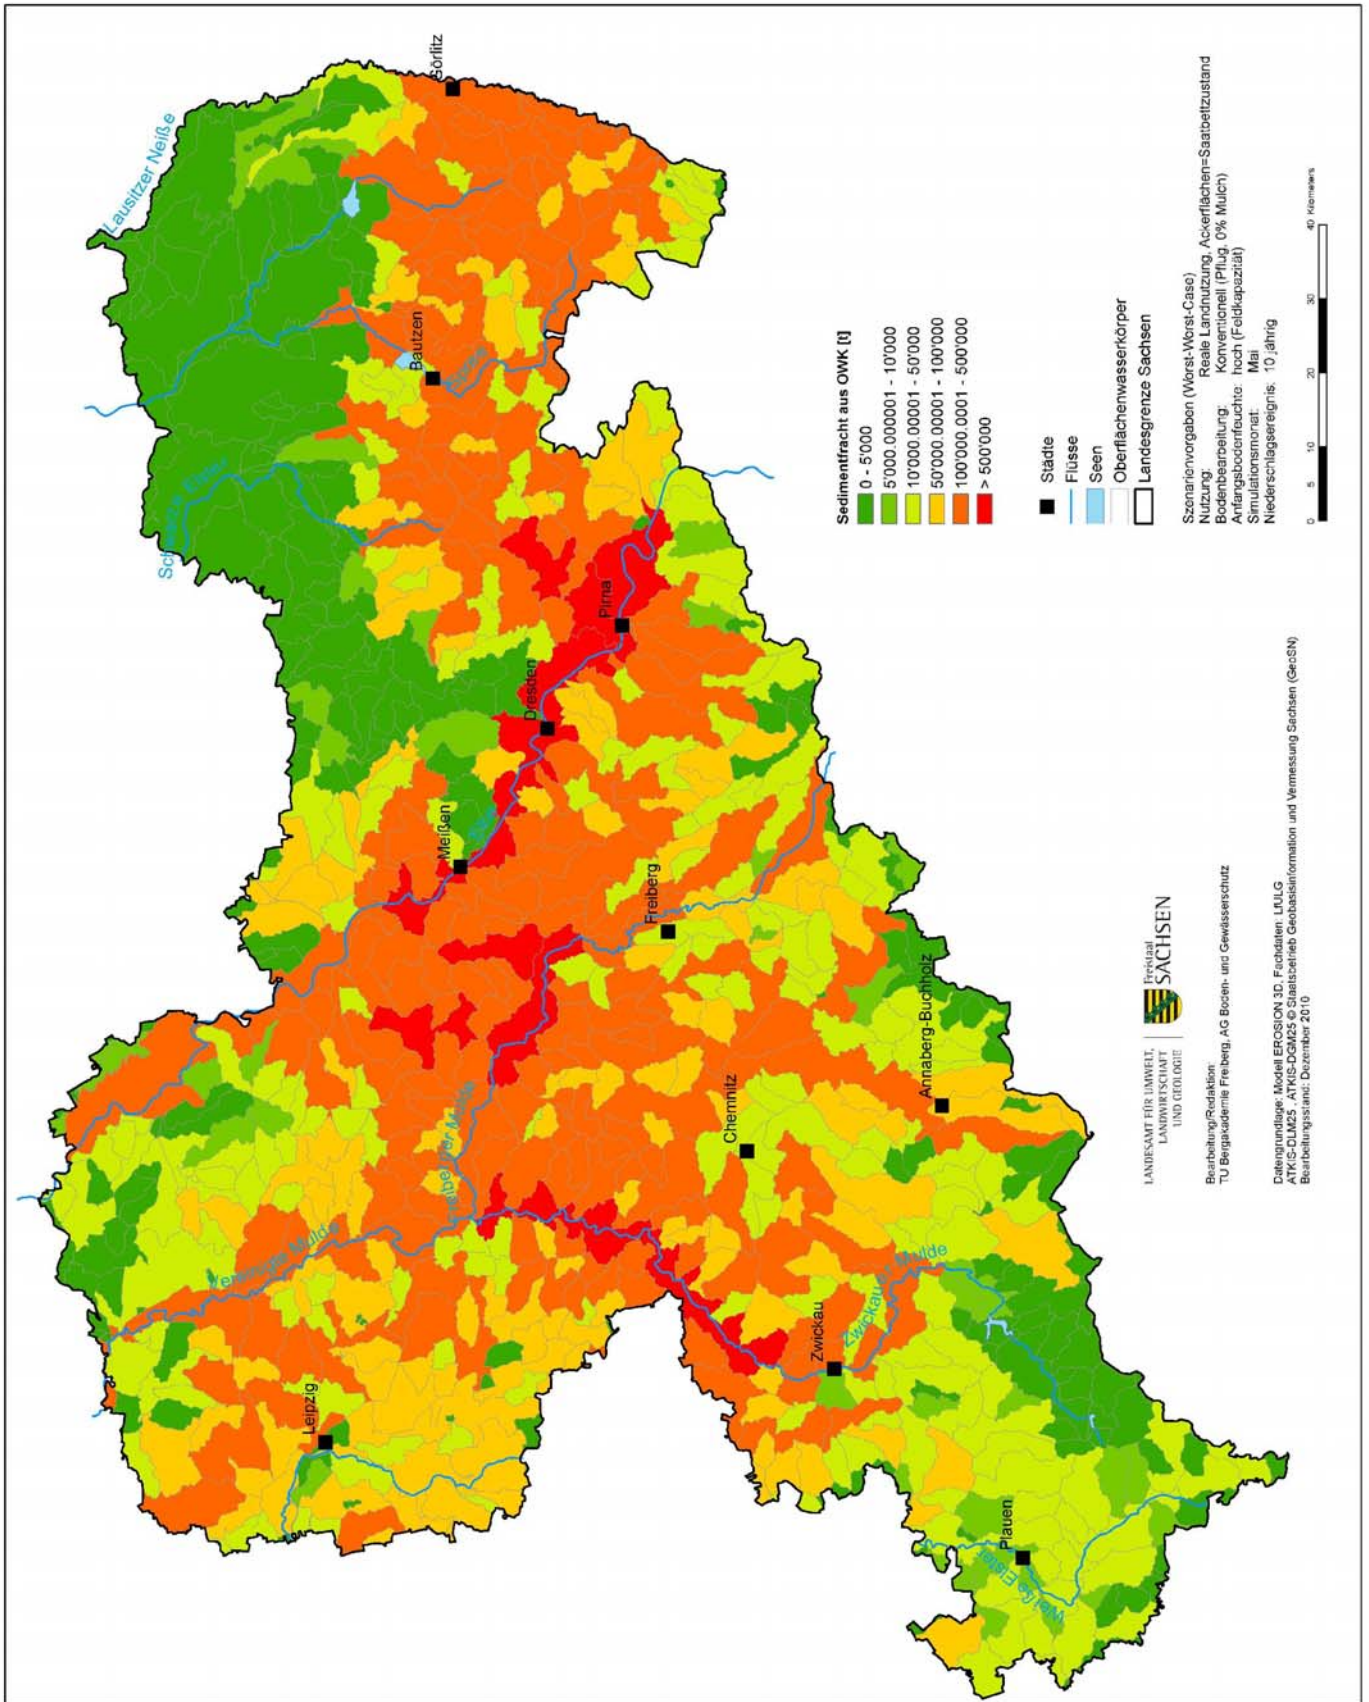 Lausitzer Neiße
Görlitz
Bautzen
Spree
Schwarze Elster
Pirna
Dresden
Elbe
Meißen
Freiberg
Freiberger Mulde
Chemnitz
Annaberg-Buchholz
Vereinigte Mulde
Leipzig
Zwickau
Zwickauer Mulde
Plauen
Weiße Elster
Sedimentfracht aus OWK [t]
0 - 5'000
5'000.000001 - 10'000
10'000.00001 - 50'000
50'000.00001 - 100'000
100'000.0001 - 500'000
> 500'000
Städte
Flüsse
Seen
Oberflächenwasserkörper
Landesgrenze Sachsen
Szenarienvorgaben (Worst-Worst-Case)
Nutzung: Reale Landnutzung, Ackerflächen=Saatbettzustand
Bodenbearbeitung: Konventionell (Pflug, 0% Mulch)
Anfangsbodenfeuchte: hoch (Feldkapazität)
Simulationsmonat: Mai
Niederschlagsereignis: 10 jährig
0 5 10 20 30 40 Kilometers
LANDESAMT FÜR UMWELT,
LANDWIRTSCHAFT
UND GEOLOGIE
Freistaat
SACHSEN
Bearbeitung/Redaktion:
TU Bergakademie Freiberg, AG Boden- und Gewässerschutz
Datengrundlage: Modell EROSION 3D, Fachdaten: LfULG
ATKIS-DLM25 , ATKIS-DGM25 © Staatsbetrieb Geobasisinformation und Vermessung Sachsen (GeoSN)
Bearbeitungsstand: Dezember 2010